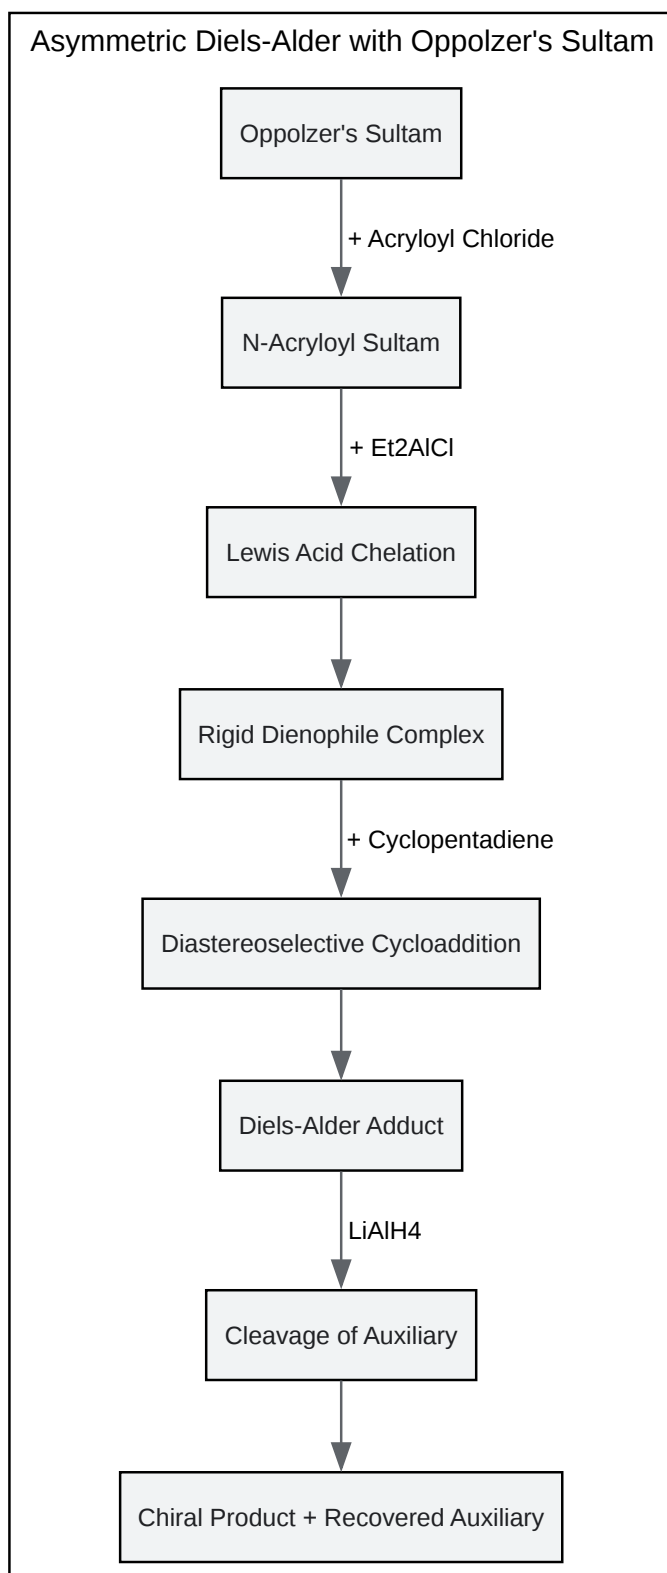 Asymmetric Diels-Alder with Oppolzer's Sultam
Oppolzer's Sultam
+ Acryloyl Chloride
N-Acryloyl Sultam
+ Et2AlCl
Lewis Acid Chelation
Rigid Dienophile Complex
+ Cyclopentadiene
Diastereoselective Cycloaddition
Diels-Alder Adduct
LiAlH4
Cleavage of Auxiliary
Chiral Product + Recovered Auxiliary